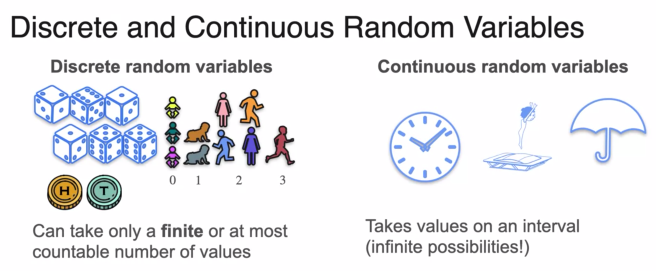 Discrete and Continuous Random Variables
Discrete random variables
H T
0 1 2 3
Can take only a finite or at most
countable number of values
Continuous random variables
Takes values on an interval
(infinite possibilities!)